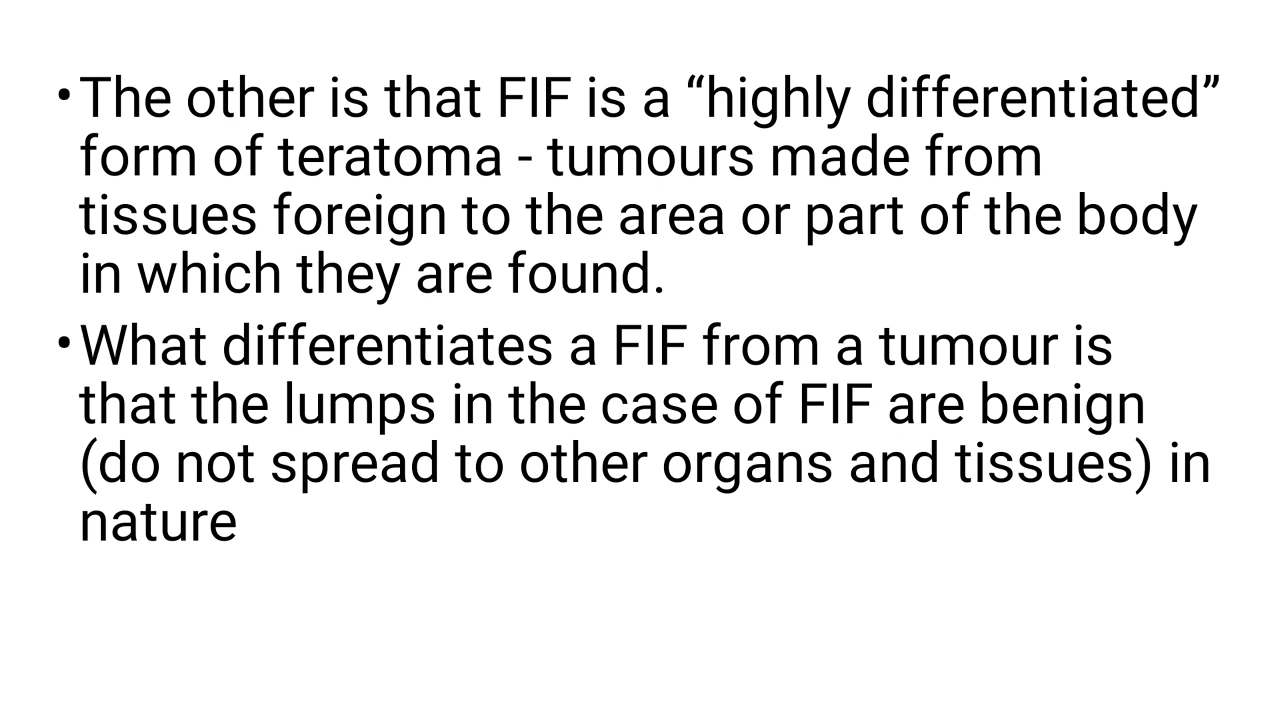 •The other is that FIF is a “highly differentiated”
form of teratoma - tumours made from
tissues foreign to the area or part of the body
in which they are found.
•What differentiates a FIF from a tumour is
that the lumps in the case of FIF are benign
(do not spread to other organs and tissues) in
nature